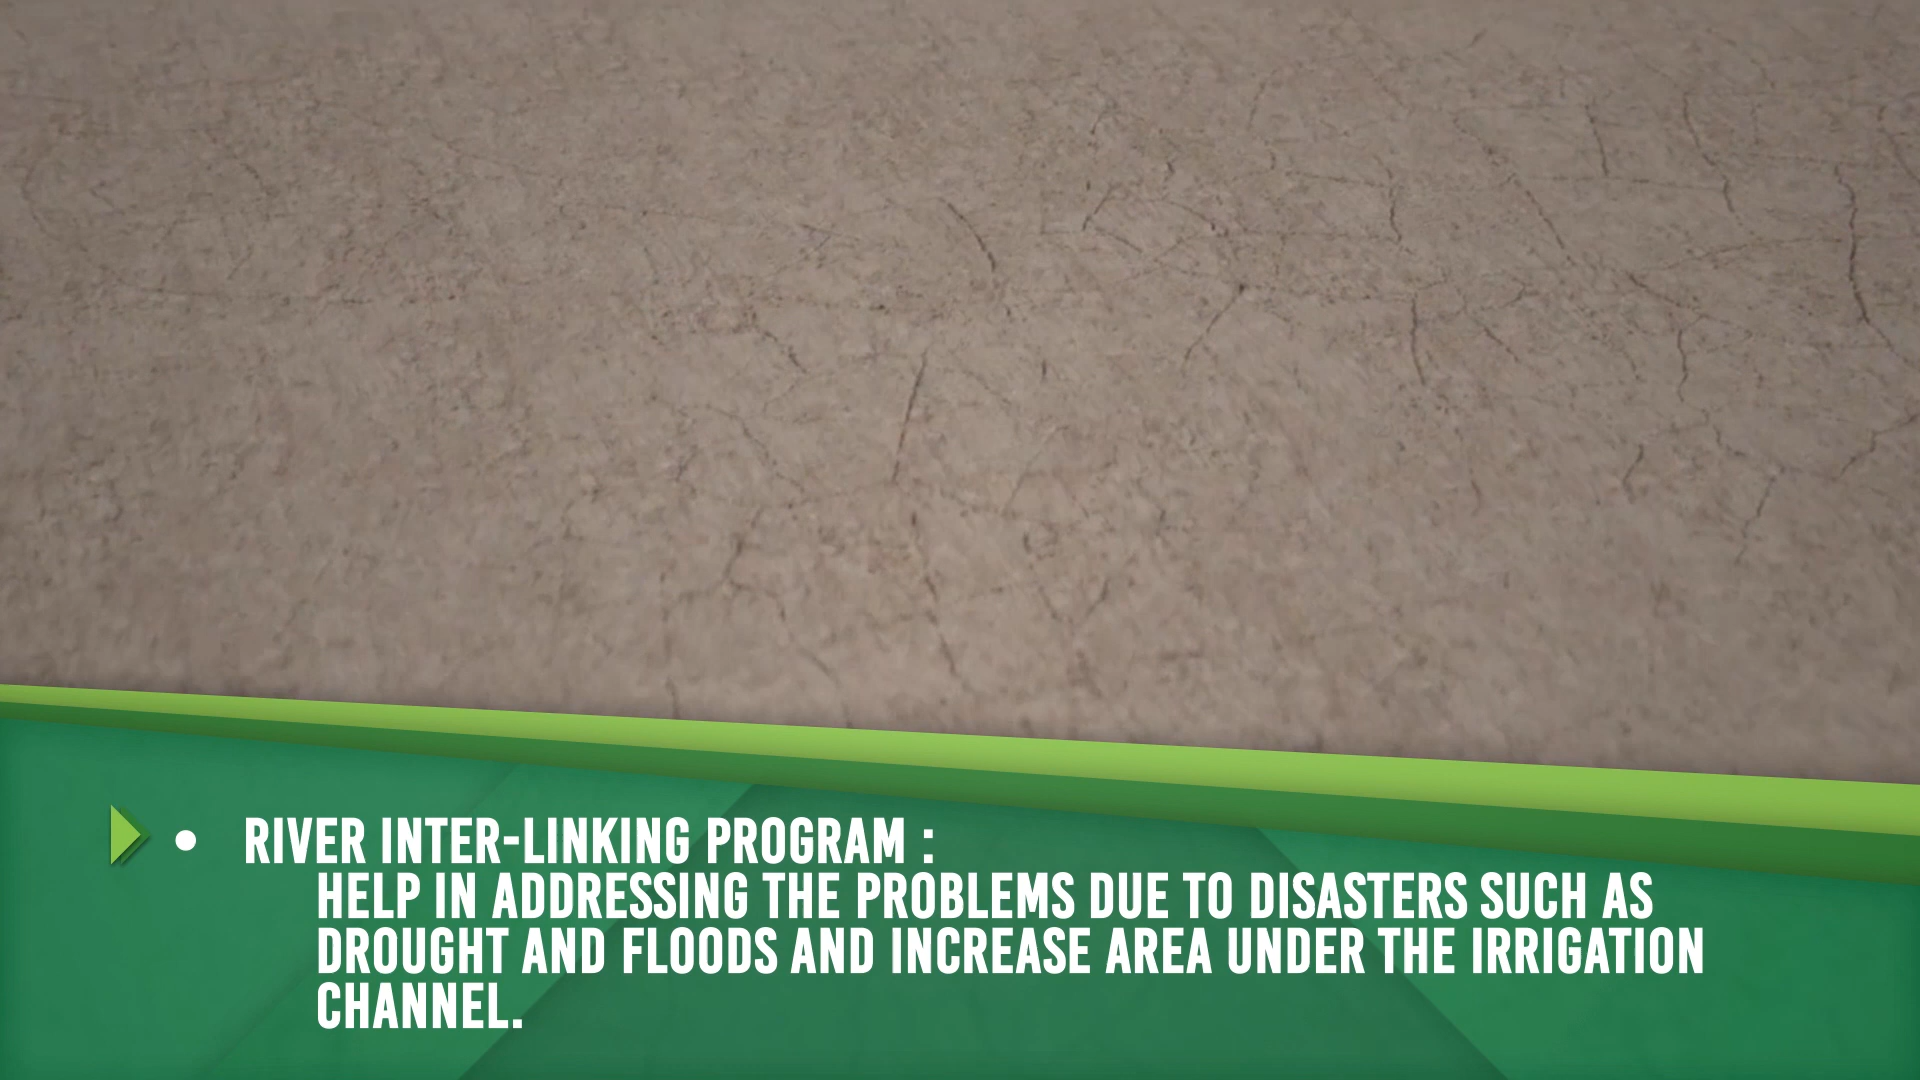 • RIVER INTER-LINKING PROGRAM :
HELP IN ADDRESSING THE PROBLEMS DUE TO DISASTERS SUCH AS
DROUGHT AND FLOODS AND INCREASE AREA UNDER THE IRRIGATION
CHANNEL.